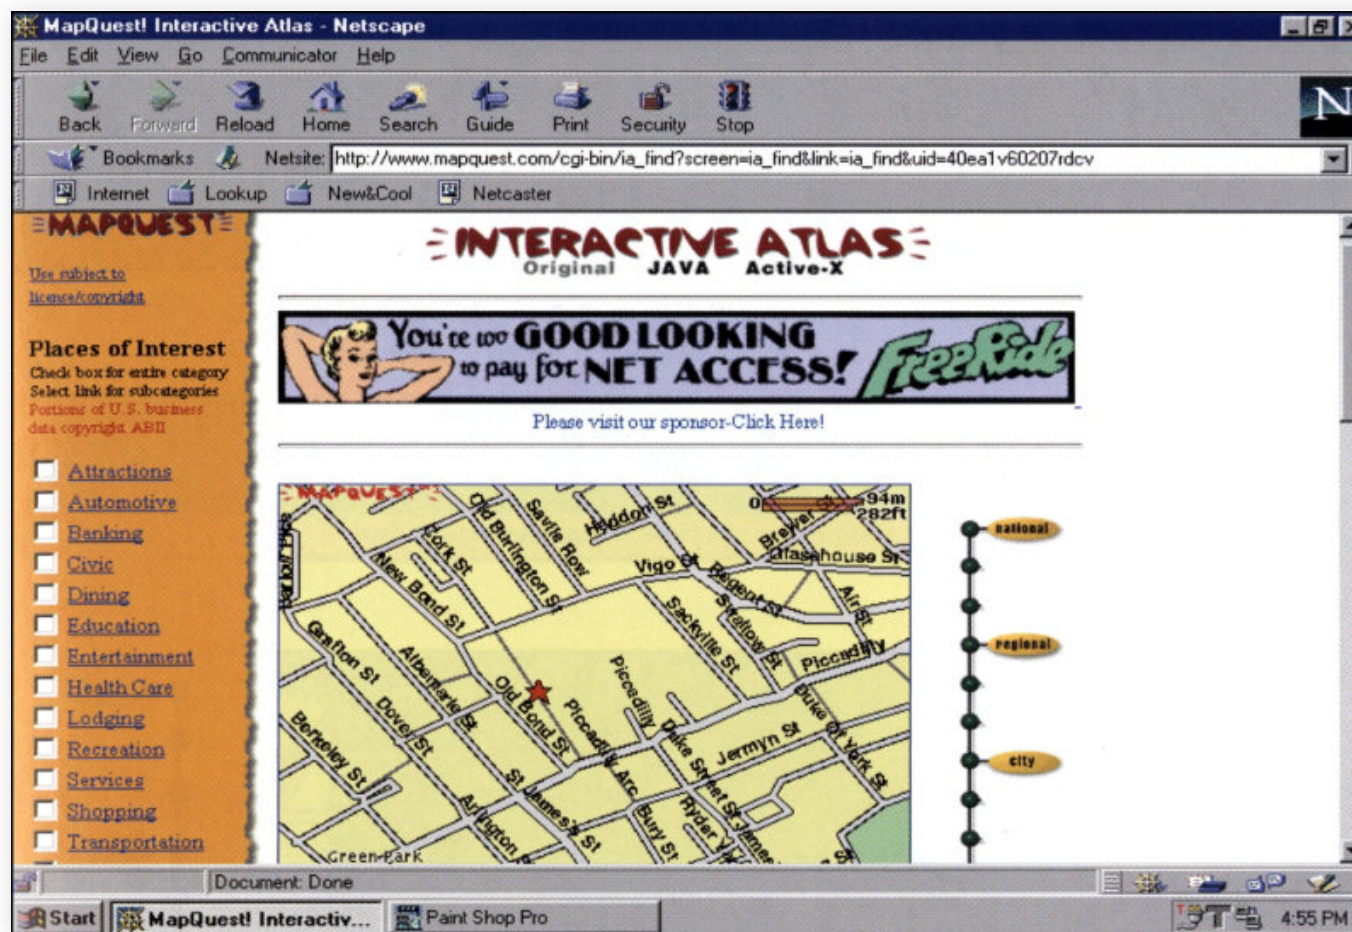 MapQuest! Interactive Atlas - Netscape
File Edit View Go Communicator Help
Back Forward Reload Home Search Guide Print Security Stop
N
Bookmarks Netsite: http://www.mapquest.com/cgi-bin/ia_find?screen=ia_find&link=ia_find&uid=40ea1v60207rdcv
Internet Lookup New&Cool Netcaster
MAPQUEST
Use subject to
license/copyright
Places of Interest
Check box for entire category
Select link for subcategories
Portions of U.S. business
data copyright ABII
Attractions
Automotive
Banking
Civic
Dining
Education
Entertainment
Health Care
Lodging
Recreation
Services
Shopping
Transportation
INTERACTIVE ATLAS
Original JAVA Active-X
You're too GOOD LOOKING
to pay for NET ACCESS!
FreeRide
Please visit our sponsor-Click Here!
MAPQUEST
0 94m
282ft
Old Burlington St
Savile Row
Haddon St
Brewer St
Glasshouse St
Cork St
New Bond St
Vigo St
Regent St
Air St
Sackville St
Swallow St
Piccadilly
Grafton St
Albemarle St
Old Bond St
Dover St
Piccadilly Arc.
Piccadilly
Duke Street St James
Duke Of York St
Jermyn St
Berkeley St
Arlington St
St James's St
Bury St
Ryder
Green Park
national
regional
city
Document: Done
Start MapQuest! Interactiv... Paint Shop Pro 4:55 PM